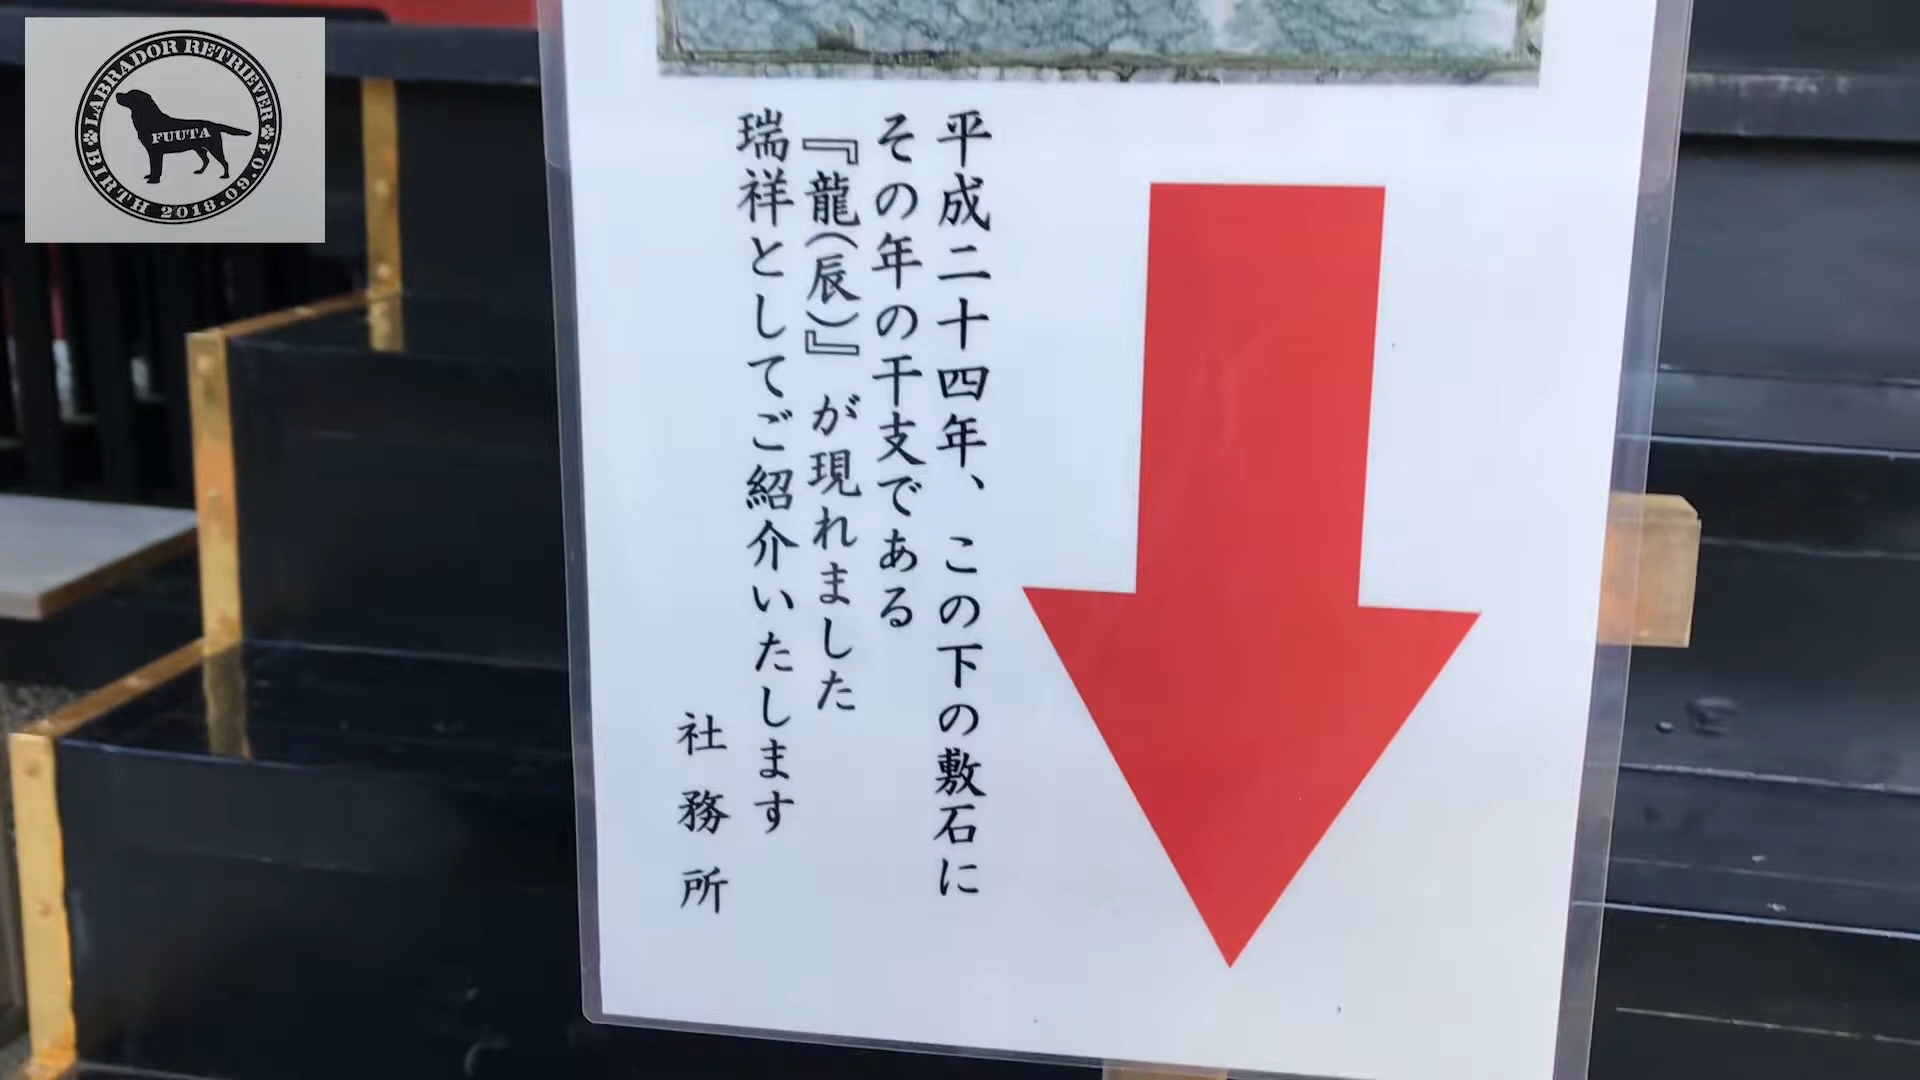 LABRADOR RETRIEVER
FUUTA
BIRTH 2018.09.04
平成二十四年、この下の敷石に
その年の干支である
『龍(辰)』が現れました
瑞祥としてご紹介いたします
社務所